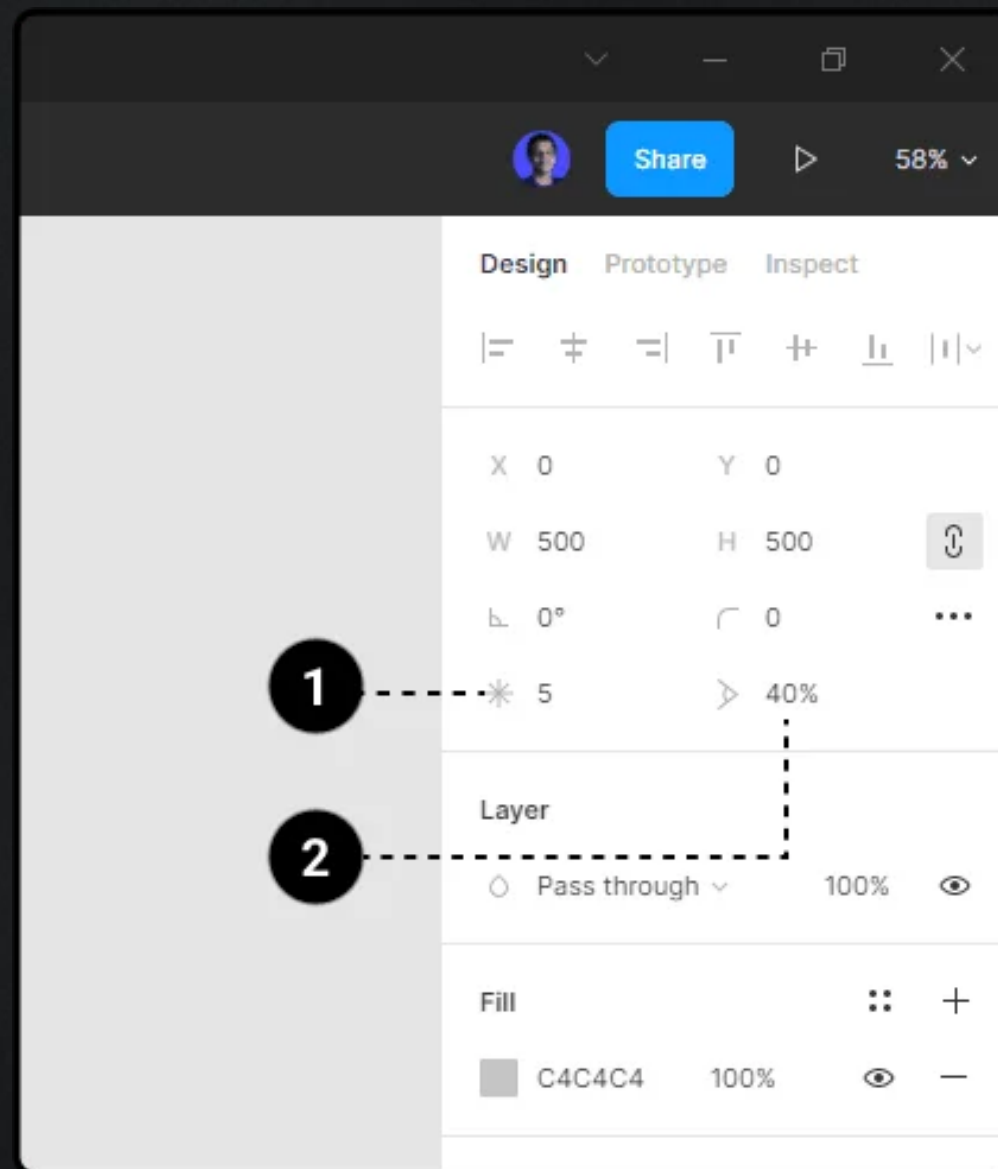 Share
58%
Design Prototype Inspect
X 0 Y 0
W 500 H 500
0° 0
1 5 40%
Layer
2
Pass through 100%
Fill
C4C4C4 100%